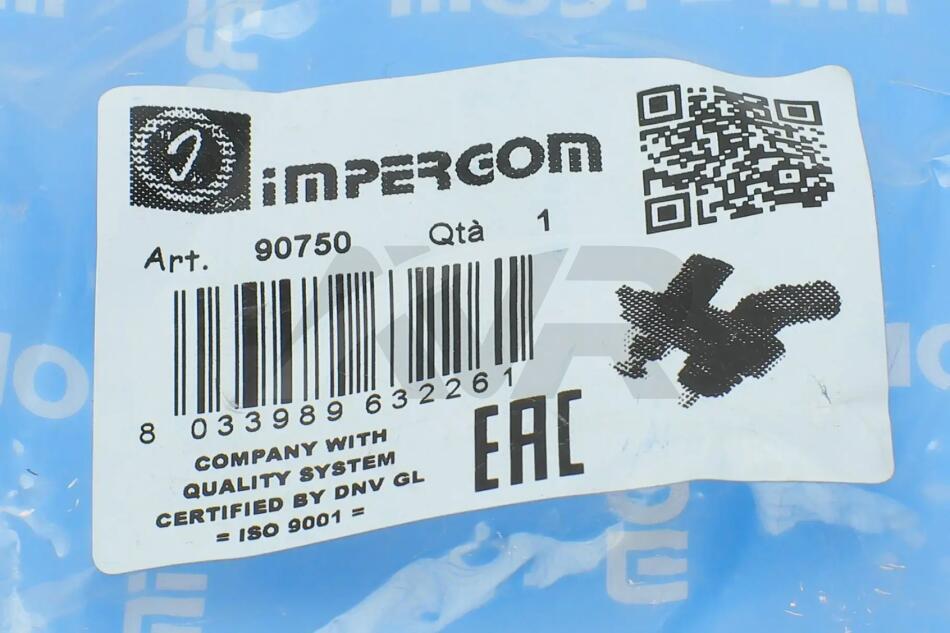 impergom
Art. 90750 Qtà 1
8 033989 632261
EAC
COMPANY WITH
QUALITY SYSTEM
CERTIFIED BY DNV GL
= ISO 9001 =